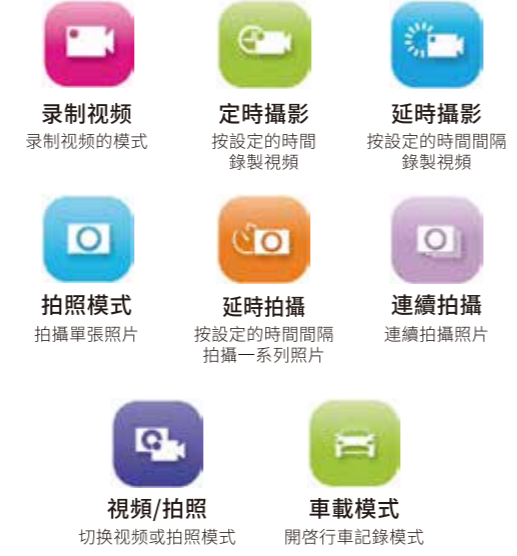 录制视频 定時攝影 延時攝影
录制视频的模式 按設定的時間 按設定的時間間隔
錄製視頻 錄製視頻
拍照模式 延時拍攝 連續拍攝
拍攝單張照片 按設定的時間間隔 連續拍攝照片
拍攝一系列照片
視頻/拍照 車載模式
切换视频或拍照模式 開啓行車記錄模式